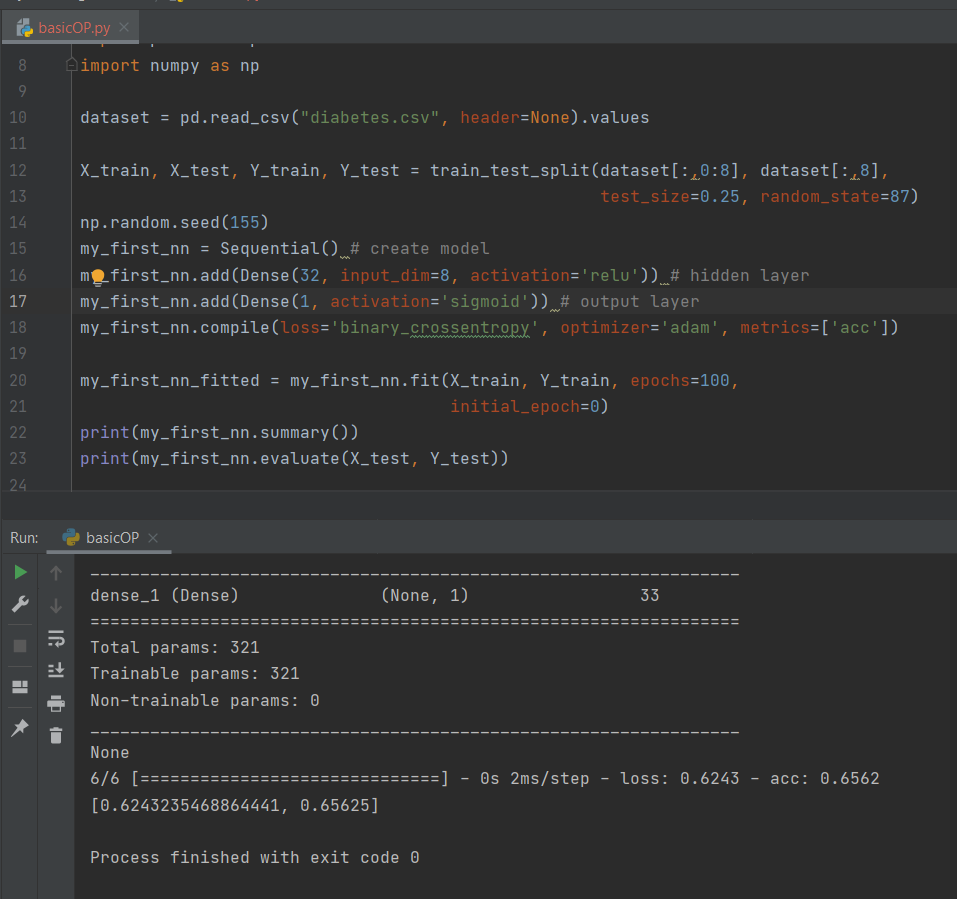 basicOP.py
8 import numpy as np
9
10 dataset = pd.read_csv("diabetes.csv", header=None).values
11
12 X_train, X_test, Y_train, Y_test = train_test_split(dataset[:,0:8], dataset[:,8],
13 test_size=0.25, random_state=87)
14 np.random.seed(155)
15 my_first_nn = Sequential() # create model
16 my_first_nn.add(Dense(32, input_dim=8, activation='relu')) # hidden layer
17 my_first_nn.add(Dense(1, activation='sigmoid')) # output layer
18 my_first_nn.compile(loss='binary_crossentropy', optimizer='adam', metrics=['acc'])
19
20 my_first_nn_fitted = my_first_nn.fit(X_train, Y_train, epochs=100,
21 initial_epoch=0)
22 print(my_first_nn.summary())
23 print(my_first_nn.evaluate(X_test, Y_test))
24
Run: basicOP
_________________________________________________________________
dense_1 (Dense) (None, 1) 33
=================================================================
Total params: 321
Trainable params: 321
Non-trainable params: 0
_________________________________________________________________
None
6/6 [==============================] - 0s 2ms/step - loss: 0.6243 - acc: 0.6562
[0.6243235468864441, 0.65625]
Process finished with exit code 0